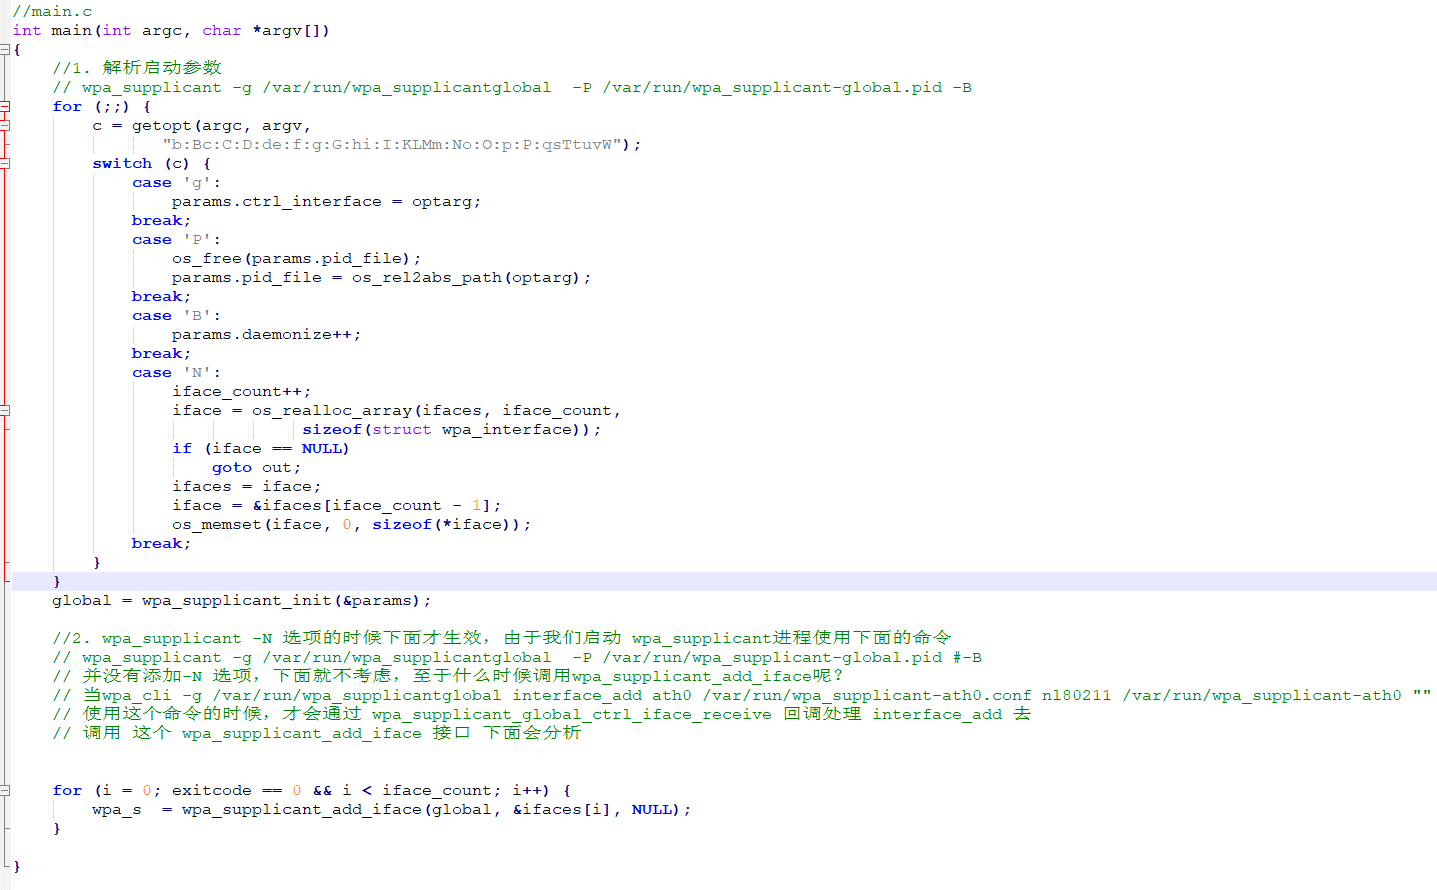 //main.c
int main(int argc, char *argv[])
{
    //1. 解析启动参数
    // wpa_supplicant -g /var/run/wpa_supplicantglobal  -P /var/run/wpa_supplicant-global.pid -B
    for (;;) {
        c = getopt(argc, argv,
               "b:Bc:C:D:de:f:g:G:hi:I:KLMm:No:O:p:P:qsTtuvW");
        switch (c) {
            case 'g':
                params.ctrl_interface = optarg;
            break;
            case 'P':
                os_free(params.pid_file);
                params.pid_file = os_rel2abs_path(optarg);
            break;
            case 'B':
                params.daemonize++;
            break;
            case 'N':
                iface_count++;
                iface = os_realloc_array(ifaces, iface_count,
                             sizeof(struct wpa_interface));
                if (iface == NULL)
                    goto out;
                ifaces = iface;
                iface = &ifaces[iface_count - 1];
                os_memset(iface, 0, sizeof(*iface));
            break;
        }
    }
    global = wpa_supplicant_init(&params);
    //2. wpa_supplicant -N 选项的时候下面才生效，由于我们启动 wpa_supplicant进程使用下面的命令
    // wpa_supplicant -g /var/run/wpa_supplicantglobal  -P /var/run/wpa_supplicant-global.pid #-B
    // 并没有添加-N 选项，下面就不考虑，至于什么时候调用wpa_supplicant_add_iface呢？
    // 当wpa_cli -g /var/run/wpa_supplicantglobal interface_add ath0 /var/run/wpa_supplicant-ath0.conf nl80211 /var/run/wpa_supplicant-ath0 ""
    // 使用这个命令的时候，才会通过 wpa_supplicant_global_ctrl_iface_receive 回调处理 interface_add 去
    // 调用 这个 wpa_supplicant_add_iface 接口 下面会分析
    for (i = 0; exitcode == 0 && i < iface_count; i++) {
        wpa_s  = wpa_supplicant_add_iface(global, &ifaces[i], NULL);
    }
}